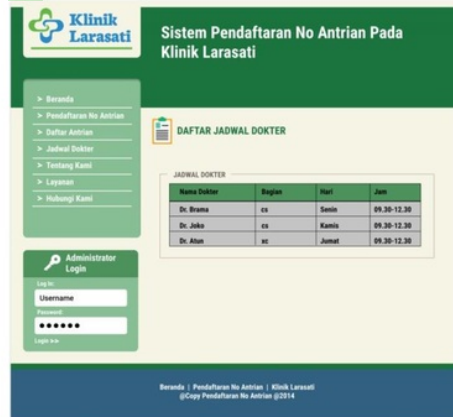 Klinik
Larasati
Sistem Pendaftaran No Antrian Pada
Klinik Larasati
> Beranda
> Pendaftaran No Antrian
> Daftar Antrian
> Jadwal Dokter
> Tentang Kami
> Layanan
> Hubungi Kami
DAFTAR JADWAL DOKTER
JADWAL DOKTER
Nama Dokter Bagian Hari Jam
Dr. Brama cs Senin 09.30-12.30
Dr. Joko cs Kamis 09.30-12.30
Dr. Atun xc Jumat 09.30-12.30
Administrator
Login
Log In:
Username
Password:
Login >>
Beranda | Pendaftaran No Antrian | Klinik Larasati
@Copy Pendaftaran No Antrian @2014